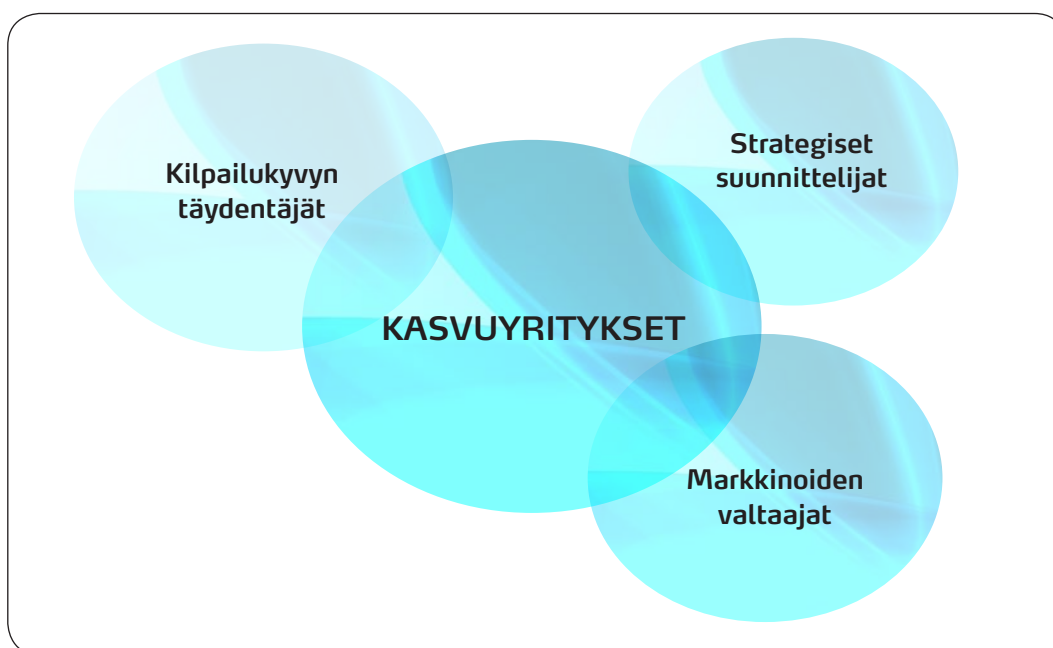 Kilpailukyvyn
täydentäjät
Strategiset
suunnittelijat
KASVUYRITYKSET
Markkinoiden
valtaajat